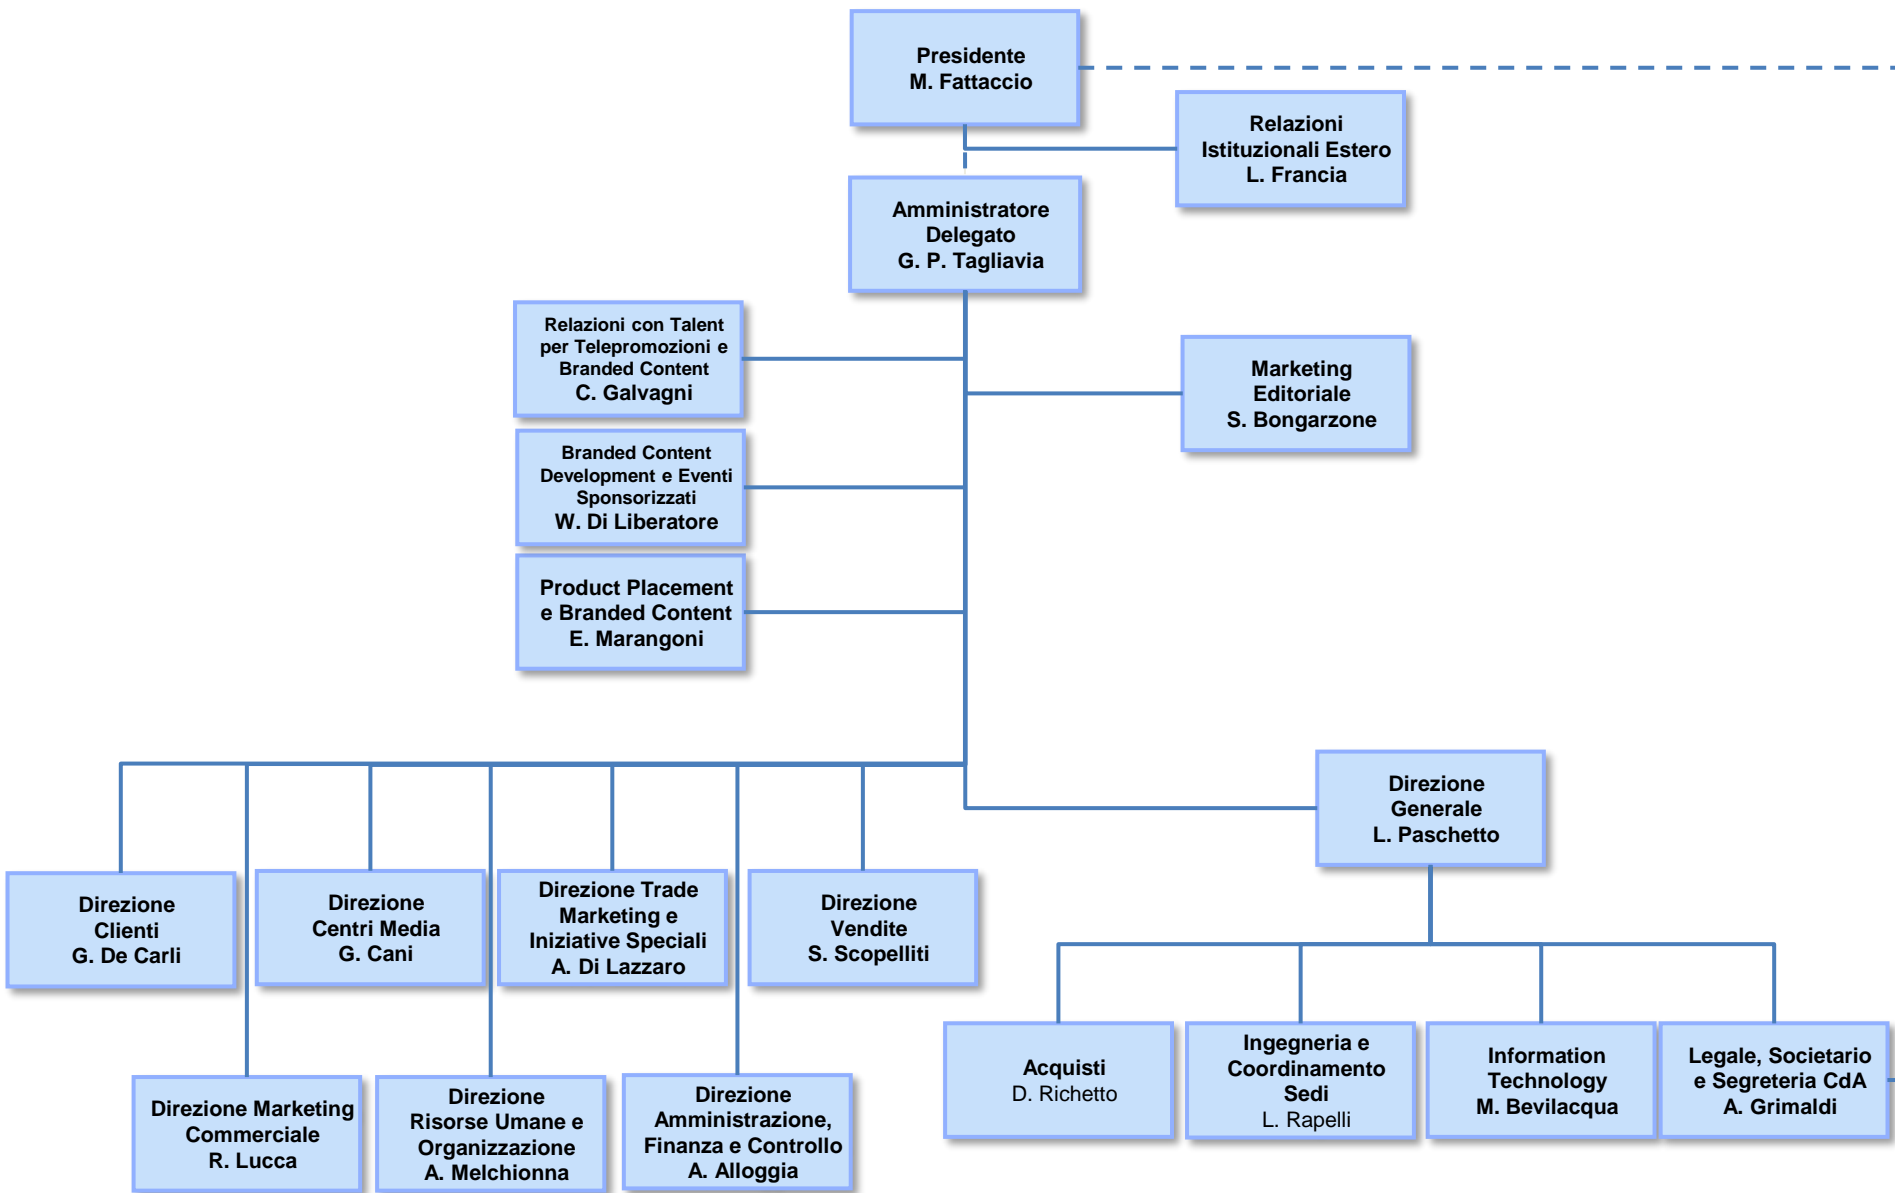 Presidente
M. Fattaccio
Relazioni
Istituzionali Estero
L. Francia
Amministratore
Delegato
G. P. Tagliavia
Relazioni con Talent
per Telepromozioni e
Branded Content
C. Galvagni
Marketing
Editoriale
S. Bongarzone
Branded Content
Development e Eventi
Sponsorizzati
W. Di Liberatore
Product Placement
e Branded Content
E. Marangoni
Direzione
Generale
L. Paschetto
Direzione
Clienti
G. De Carli
Direzione
Centri Media
G. Cani
Direzione Trade
Marketing e
Iniziative Speciali
A. Di Lazzaro
Direzione
Vendite
S. Scopelliti
Direzione Marketing
Commerciale
R. Lucca
Direzione
Risorse Umane e
Organizzazione
A. Melchionna
Direzione
Amministrazione,
Finanza e Controllo
A. Alloggia
Acquisti
D. Richetto
Ingegneria e
Coordinamento
Sedi
L. Rapelli
Information
Technology
M. Bevilacqua
Legale, Societario
e Segreteria CdA
A. Grimaldi